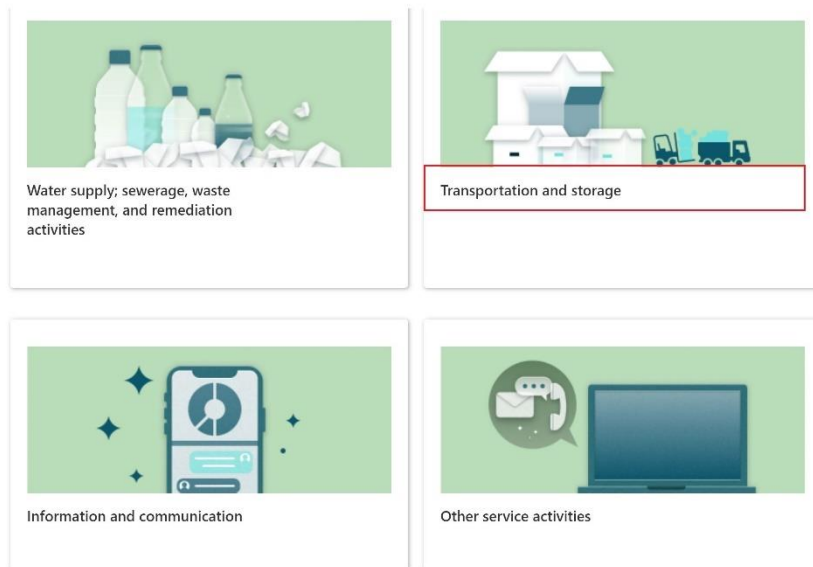 Water supply; sewerage, waste
management, and remediation
activities
Transportation and storage
Information and communication
Other service activities